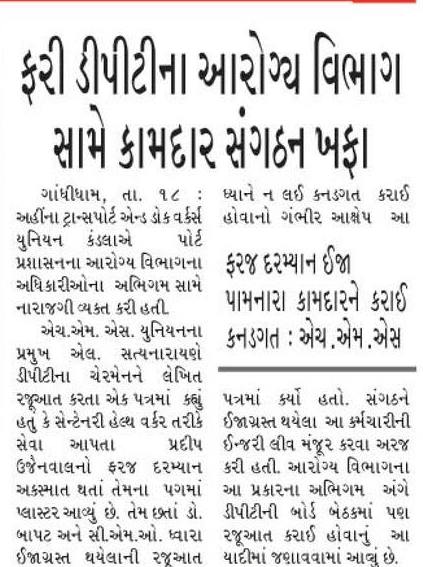 ફરી ડીપીટીના આરોગ્ય વિભાગ
સામે કામદાર સંગઠન ખફા
ગાંધીધામ, તા. ૧૮ :
અહીંના ટ્રાન્સપોર્ટ એન્ડ ડોક વર્કર્સ
યુનિયન કંડલાએ પોર્ટ
પ્રશાસનના આરોગ્ય વિભાગના
અધિકારીઓના અભિગમ સામે
નારાજગી વ્યક્ત કરી હતી.
એચ.એમ. એસ. યુનિયનના
પ્રમુખ એલ. સત્યનારાયણે
ડીપીટીના ચેરમેનને લેખિત
રજૂઆત કરતા એક પત્રમાં કહ્યું
હતું કે સેન્ટેનરી હેલ્થ વર્કર તરીકે
સેવા આપતા પ્રદીપ
ઉજૈનવાલનો ફરજ દરમ્યાન
અકસ્માત થતાં તેમના પગમાં
પ્લાસ્ટર આવ્યું છે. તેમ છતાં ડો.
બાપટ અને સી.એમ.ઓ. ધ્વારા
ઈજાગ્રસ્ત થયેલાની રજૂઆત
ધ્યાને ન લઈ કનડગત કરાઈ
હોવાનો ગંભીર આક્ષેપ આ
ફરજ દરમ્યાન ઈજા
પામનારા કામદારને કરાઈ
કનડગત : એચ.એમ.એસ
પત્રમાં કર્યો હતો. સંગઠને
ઈજાગ્રસ્ત થયેલા આ કર્મચારીની
ઈન્જરી લીવ મંજૂર કરવા અરજ
કરી હતી. આરોગ્ય વિભાગના
આ પ્રકારના અભિગમ અંગે
ડીપીટીની બોર્ડ બેઠકમાં પણ
રજૂઆત કરાઈ હોવાનું આ
યાદીમાં જણાવવામાં આવ્યું છે.